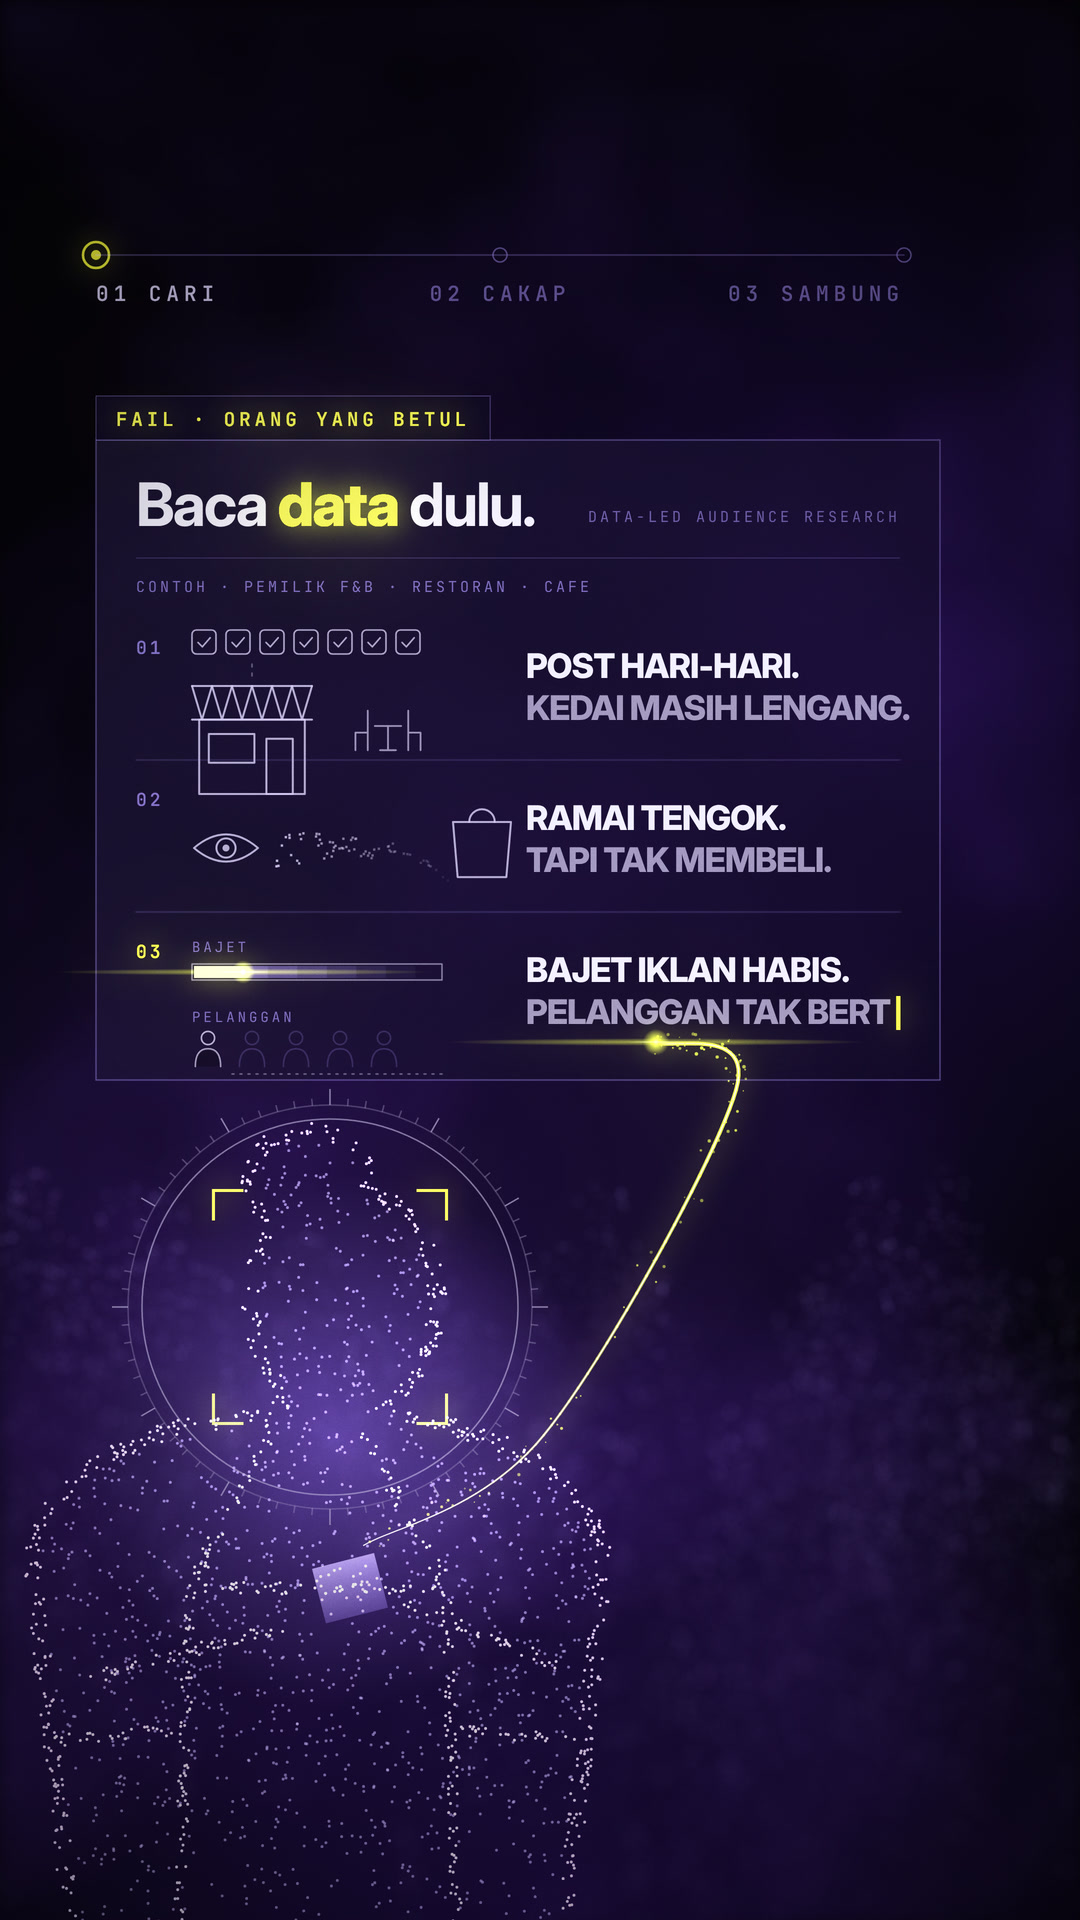 01 CARI
02 CAKAP
03 SAMBUNG
FAIL · ORANG YANG BETUL
Baca data dulu.
DATA-LED AUDIENCE RESEARCH
CONTOH · PEMILIK F&B · RESTORAN · CAFE
01
POST HARI-HARI.
KEDAI MASIH LENGANG.
02
RAMAI TENGOK.
TAPI TAK MEMBELI.
03
BAJET
PELANGGAN
BAJET IKLAN HABIS.
PELANGGAN TAK BERT